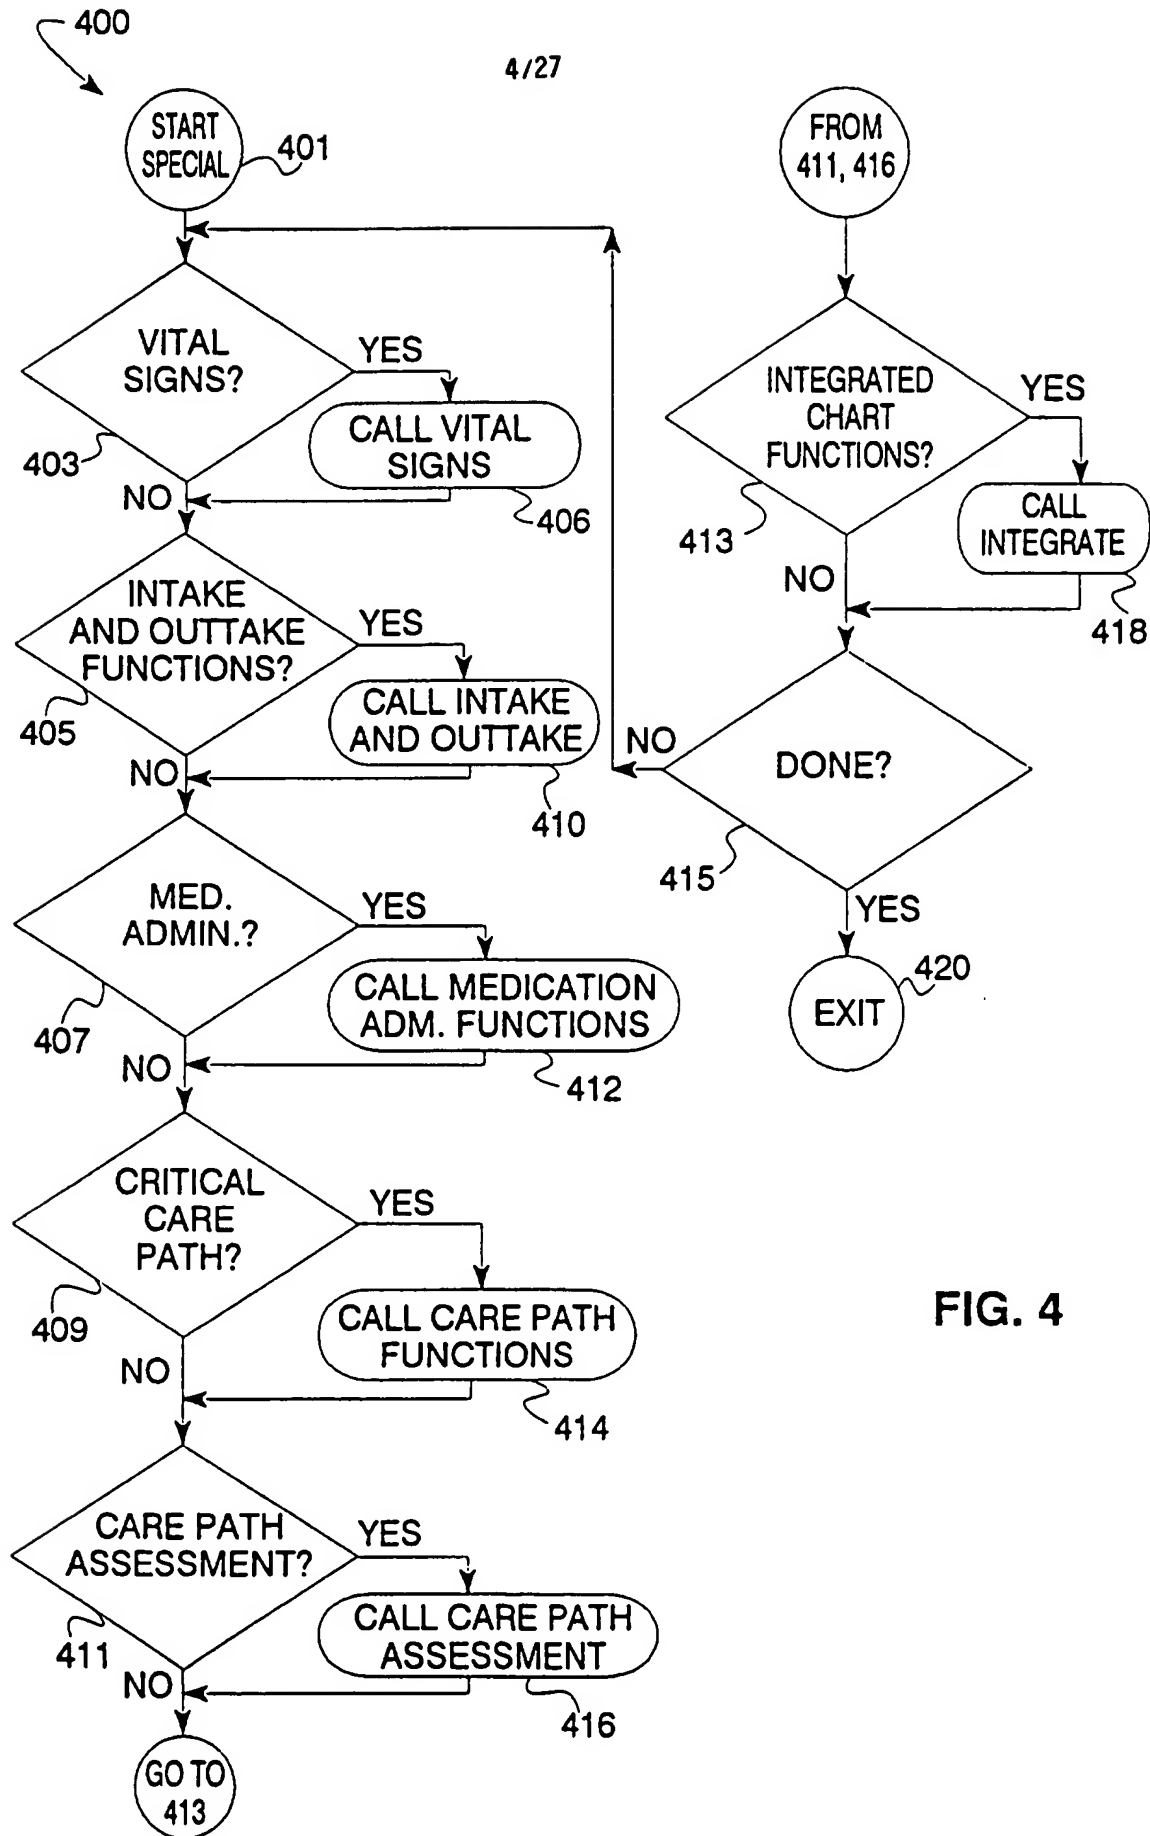 400
4/27
START
SPECIAL
401
VITAL
SIGNS?
YES
403
CALL VITAL
SIGNS
NO
406
INTAKE
AND OUTTAKE
FUNCTIONS?
YES
405
CALL INTAKE
AND OUTTAKE
NO
410
MED.
ADMIN.?
YES
407
CALL MEDICATION
ADM. FUNCTIONS
NO
412
CRITICAL
CARE
PATH?
YES
409
CALL CARE PATH
FUNCTIONS
NO
414
CARE PATH
ASSESSMENT?
YES
411
CALL CARE PATH
ASSESSMENT
NO
416
GO TO
413
FROM
411, 416
INTEGRATED
CHART
FUNCTIONS?
YES
413
CALL
INTEGRATE
NO
418
DONE?
NO
415
YES
420
EXIT
FIG. 4